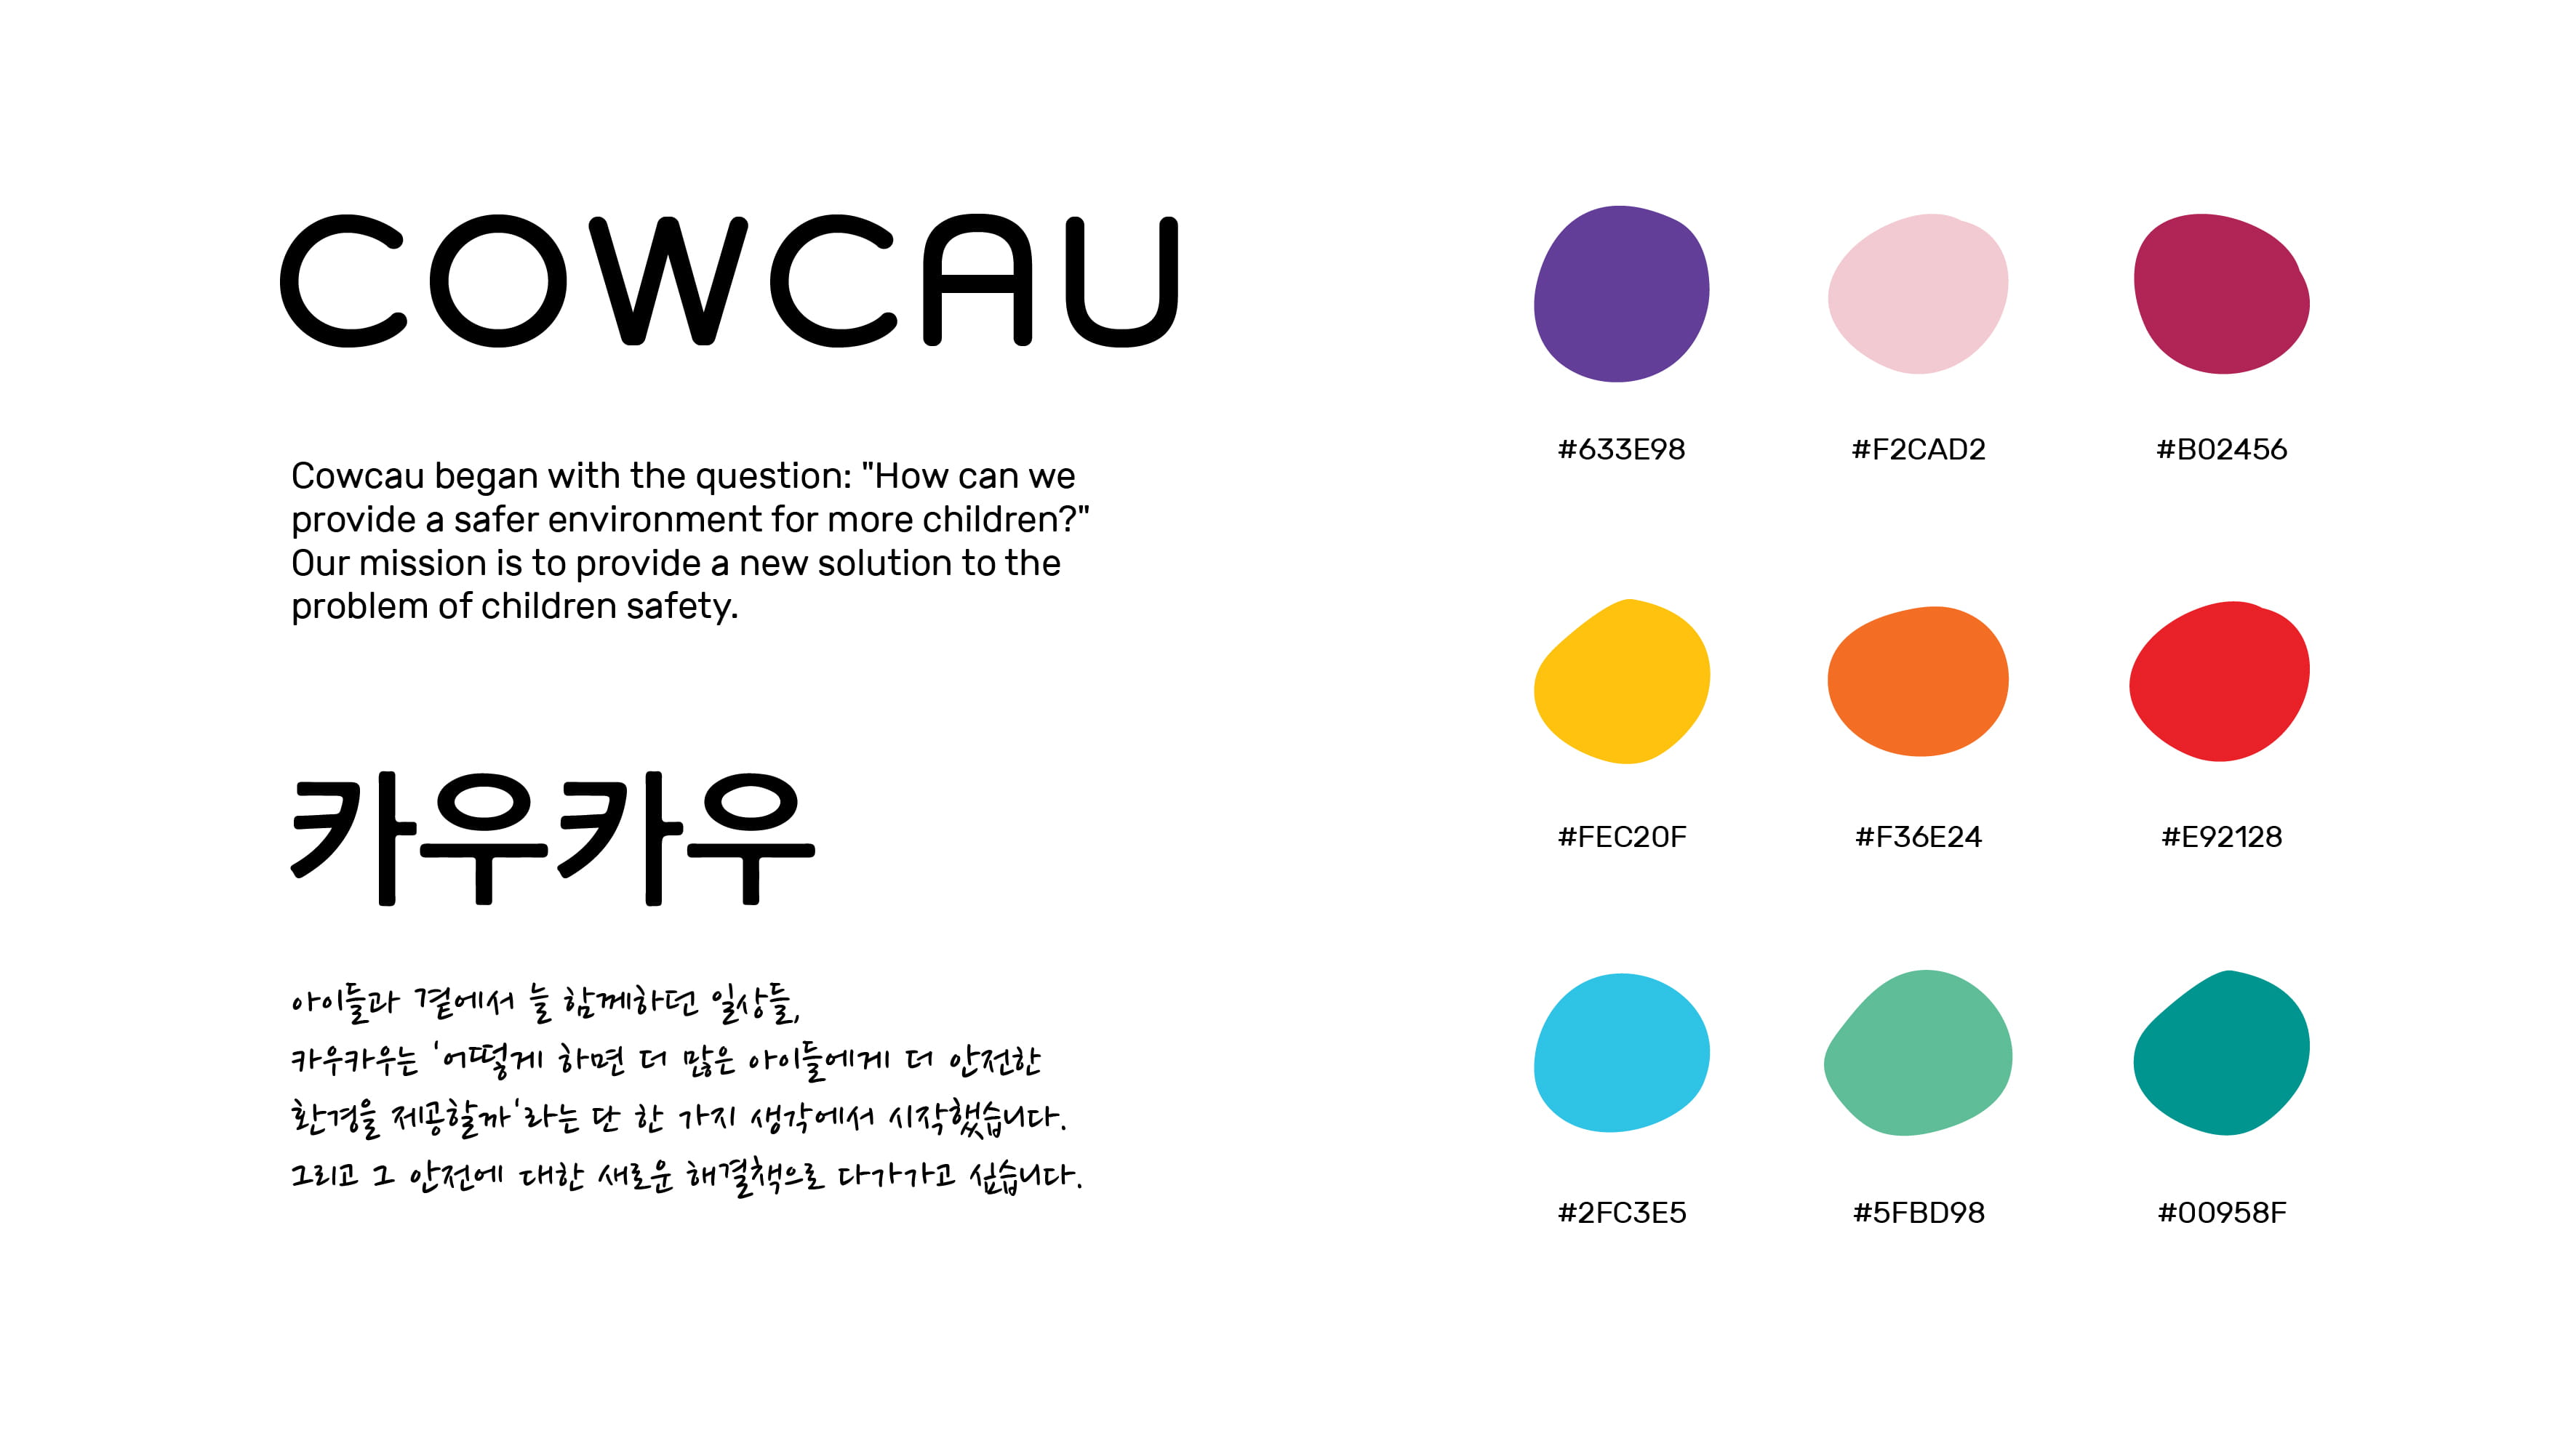 COWCAU
Cowcau began with the question: "How can we
provide a safer environment for more children?"
Our mission is to provide a new solution to the
problem of children safety.
카우카우
아이들과 곁에서 늘 함께하던 일상들,
카우카우는 '어떻게 하면 더 많은 아이들에게 더 안전한
환경을 제공할까'라는 단 한 가지 생각에서 시작했습니다.
그리고 그 안전에 대한 새로운 해결책으로 다가가고 싶습니다.
#633E98
#F2CAD2
#B02456
#FEC20F
#F36E24
#E92128
#2FC3E5
#5FBD98
#00958F